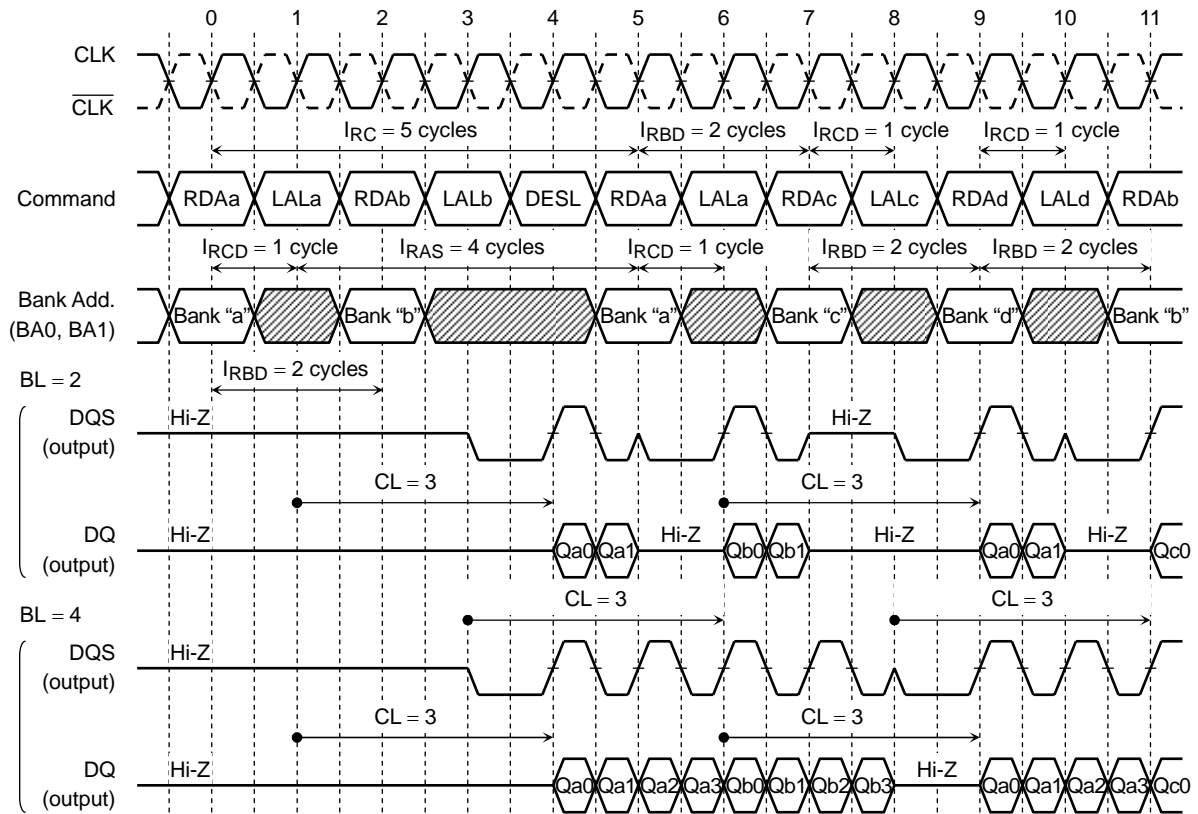 0 1 2 3 4 5 6 7 8 9 10 11
CLK
CLK
IRC = 5 cycles IRBD = 2 cycles IRCD = 1 cycle IRCD = 1 cycle
Command RDAa LALa RDAb LALb DESL RDAa LALa RDAc LALc RDAd LALd RDAb
IRCD = 1 cycle IRAS = 4 cycles IRCD = 1 cycle IRBD = 2 cycles IRBD = 2 cycles
Bank Add.
(BA0, BA1)
Bank “a” Bank “b” Bank “a” Bank “c” Bank “d” Bank “b”
IRBD = 2 cycles
BL = 2
DQS
(output)
Hi-Z Hi-Z
CL = 3 CL = 3
DQ
(output)
Hi-Z Qa0 Qa1 Hi-Z Qb0 Qb1 Hi-Z Qa0 Qa1 Hi-Z Qc0
CL = 3 CL = 3
BL = 4
DQS
(output)
Hi-Z
CL = 3 CL = 3
DQ
(output)
Hi-Z Qa0 Qa1 Qa2 Qa3 Qb0 Qb1 Qb2 Qb3 Hi-Z Qa0 Qa1 Qa2 Qa3 Qc0